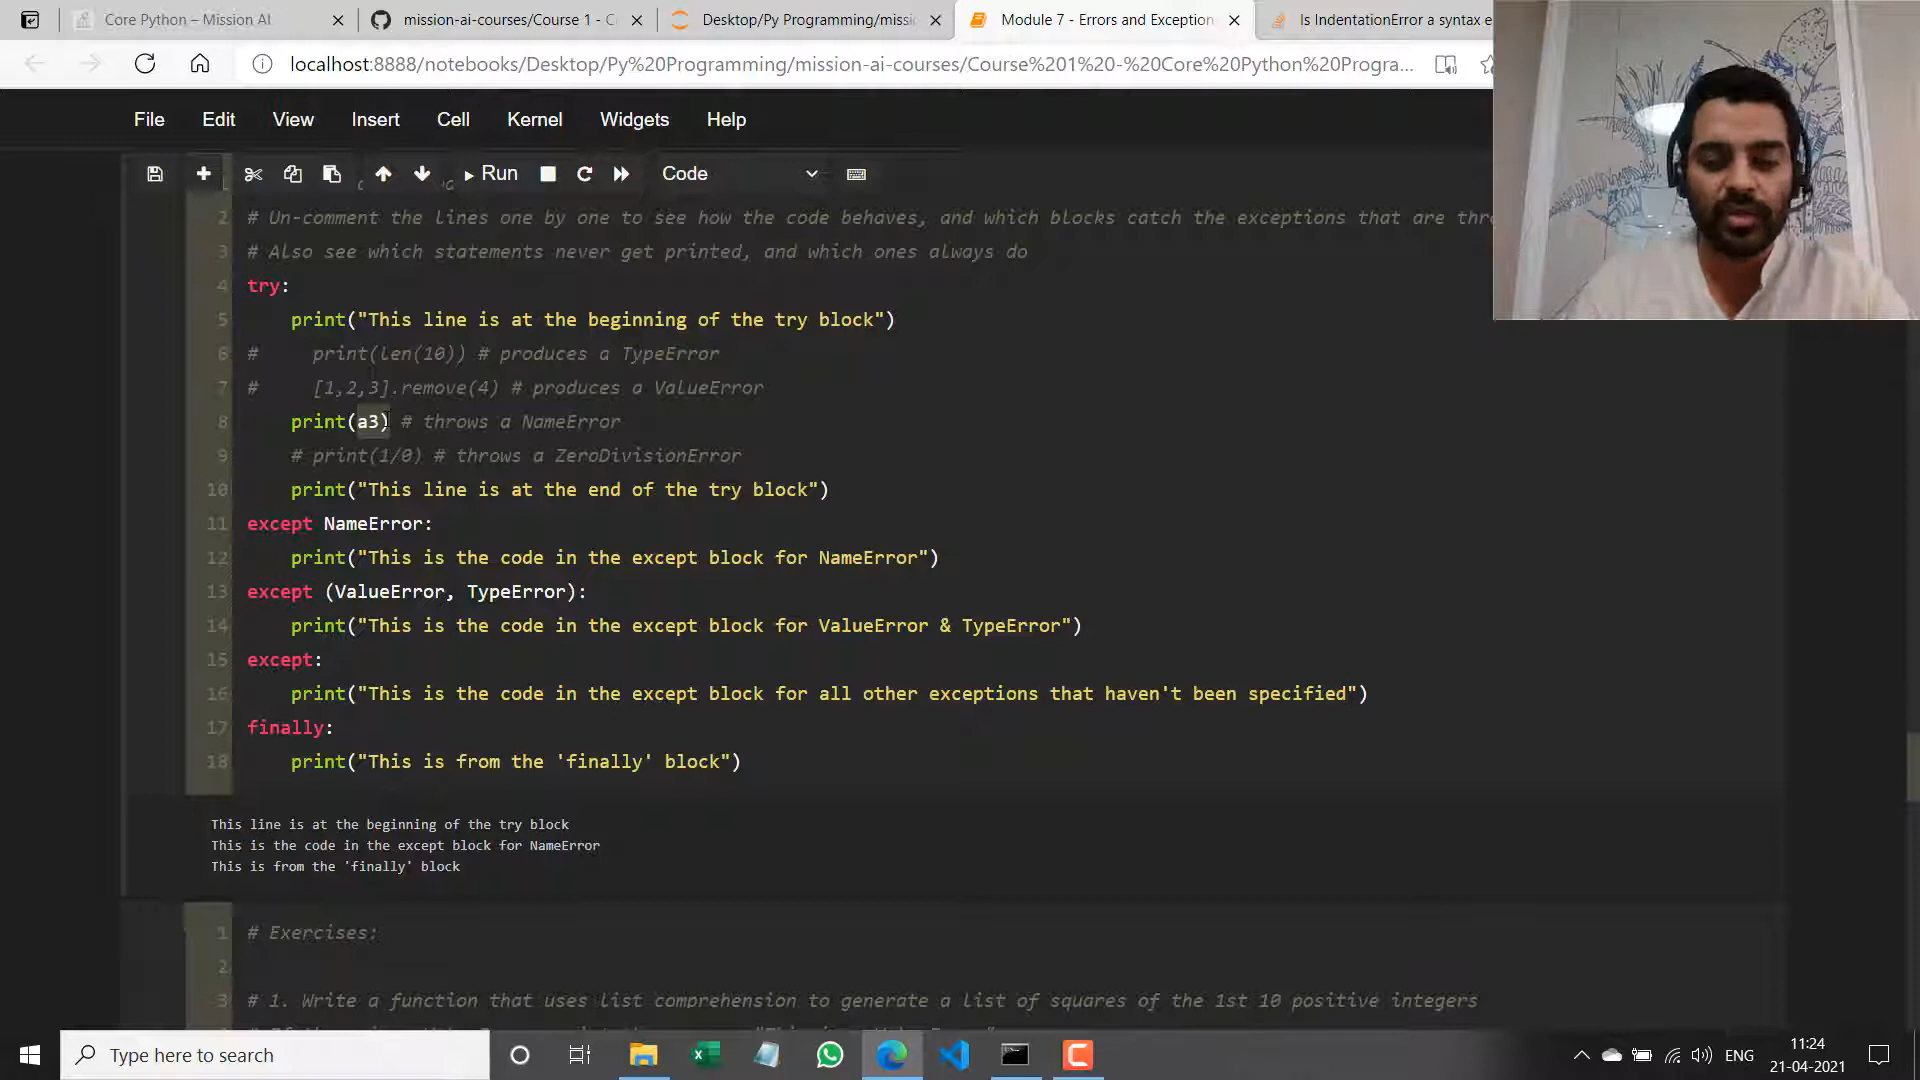 Core Python – Mission AI
mission-ai-courses/Course 1 - C
Desktop/Py Programming/missi
Module 7 - Errors and Exception
Is IndentationError a syntax e
localhost:8888/notebooks/Desktop/Py%20Programming/mission-ai-courses/Course%201%20-%20Core%20Python%20Progra...
File Edit View Insert Cell Kernel Widgets Help
Run Code
2 # Un-comment the lines one by one to see how the code behaves, and which blocks catch the exceptions that are thr
3 # Also see which statements never get printed, and which ones always do
4 try:
5 print("This line is at the beginning of the try block")
6 # print(len(10)) # produces a TypeError
7 # [1,2,3].remove(4) # produces a ValueError
8 print(a3) # throws a NameError
9 # print(1/0) # throws a ZeroDivisionError
10 print("This line is at the end of the try block")
11 except NameError:
12 print("This is the code in the except block for NameError")
13 except (ValueError, TypeError):
14 print("This is the code in the except block for ValueError & TypeError")
15 except:
16 print("This is the code in the except block for all other exceptions that haven't been specified")
17 finally:
18 print("This is from the 'finally' block")
This line is at the beginning of the try block
This is the code in the except block for NameError
This is from the 'finally' block
1 # Exercises:
2
3 # 1. Write a function that uses list comprehension to generate a list of squares of the 1st 10 positive integers
Type here to search
ENG
11:24
21-04-2021